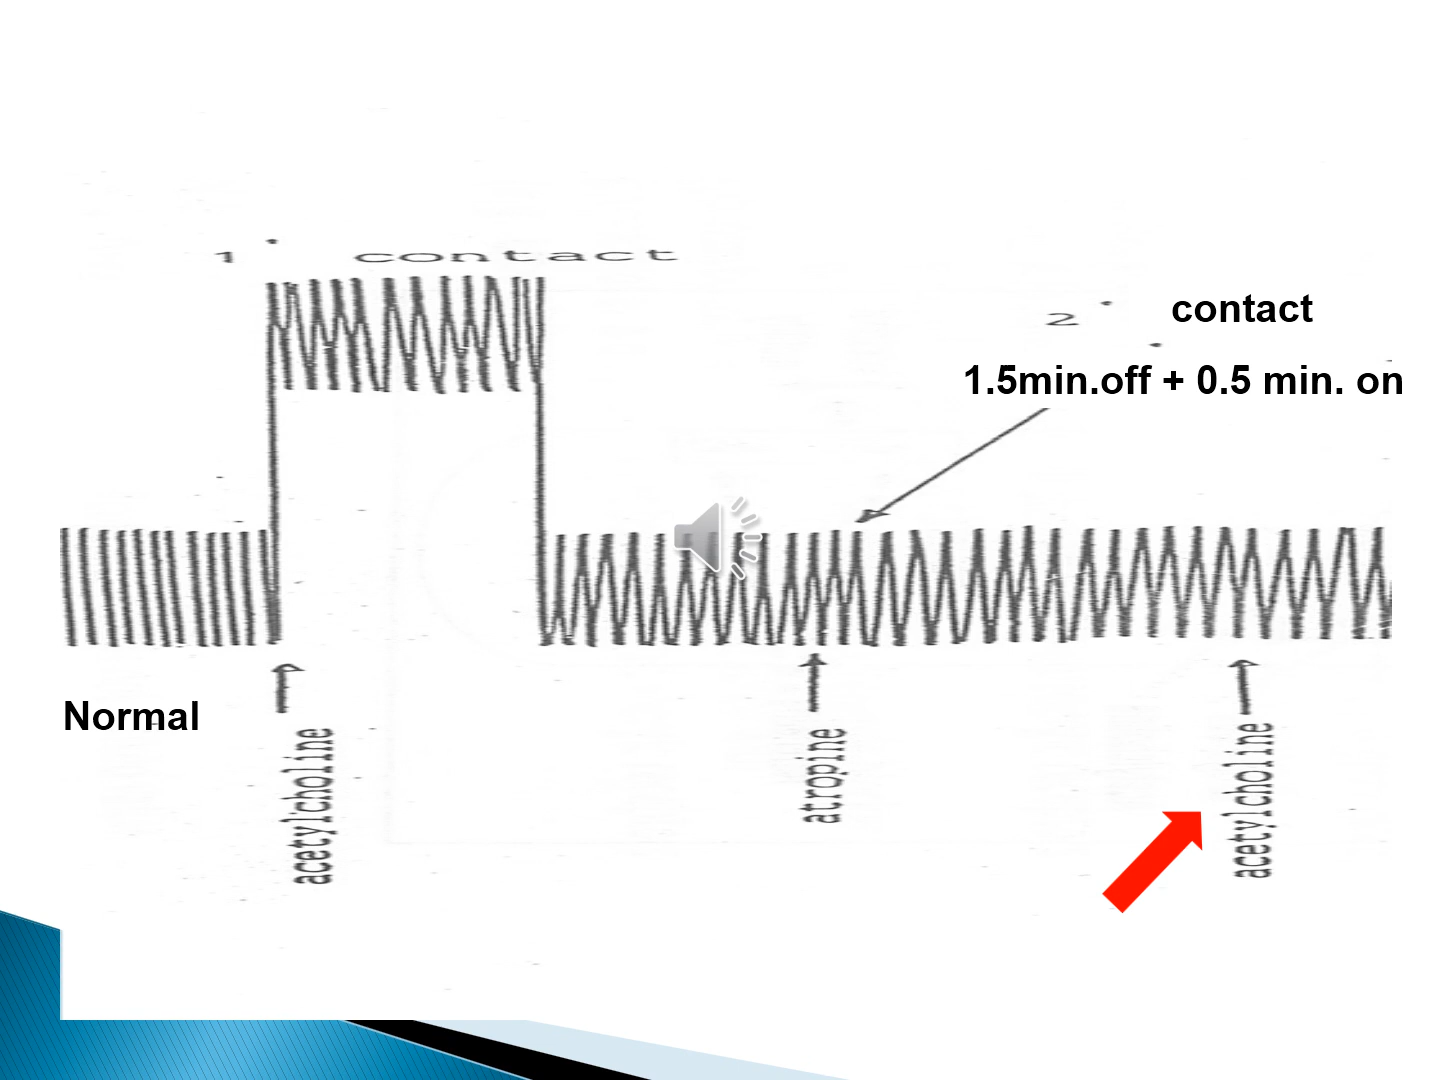 1' contact
2' contact
1.5min.off + 0.5 min. on
Normal
acetylcholine
atropine
acetylcholine